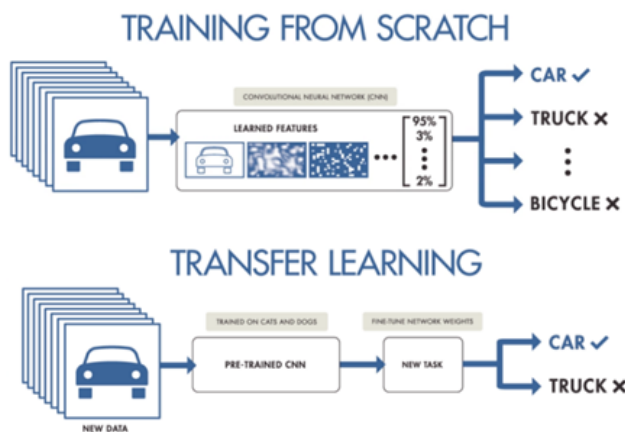 TRAINING FROM SCRATCH
CONVOLUTIONAL NEURAL NETWORK (CNN)
LEARNED FEATURES
95%
3%
2%
CAR ✓
TRUCK ✗
BICYCLE ✗
TRANSFER LEARNING
TRAINED ON CATS AND DOGS
FINE-TUNE NETWORK WEIGHTS
PRE-TRAINED CNN
NEW TASK
CAR ✓
TRUCK ✗
NEW DATA